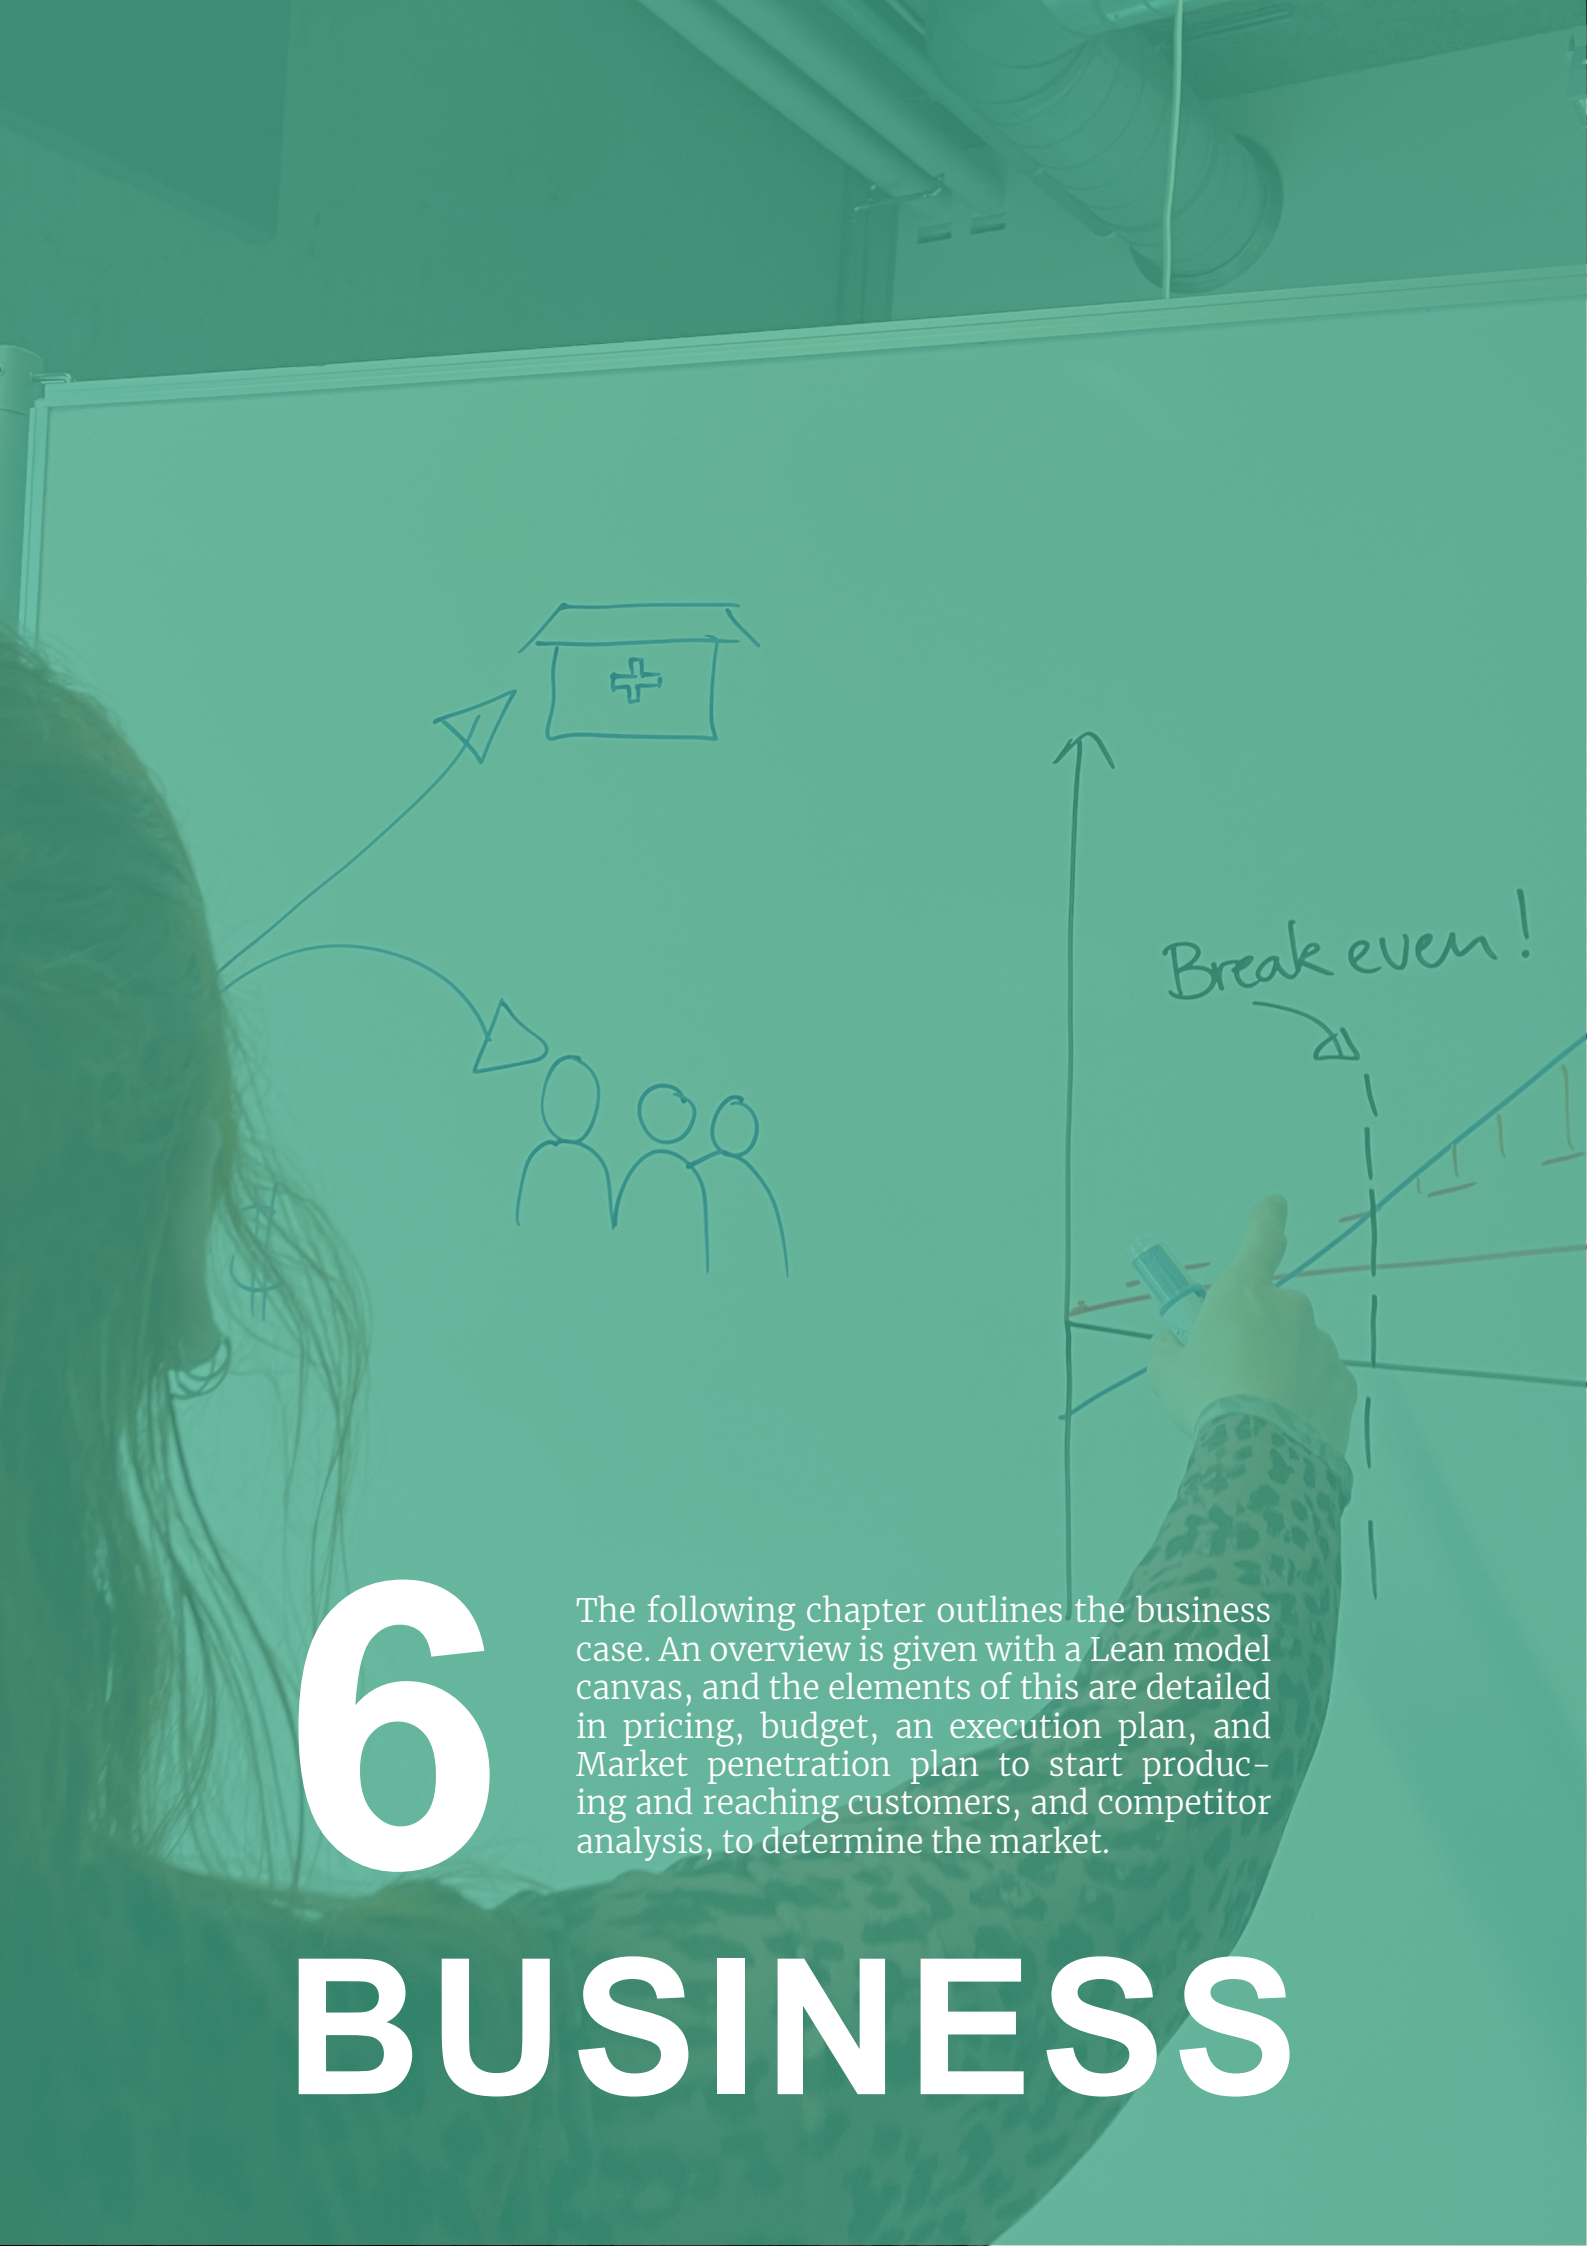 Break even!
$
6
The following chapter outlines the business
case. An overview is given with a Lean model
canvas, and the elements of this are detailed
in pricing, budget, an execution plan, and
Market penetration plan to start produc-
ing and reaching customers, and competitor
analysis, to determine the market.
BUSINESS